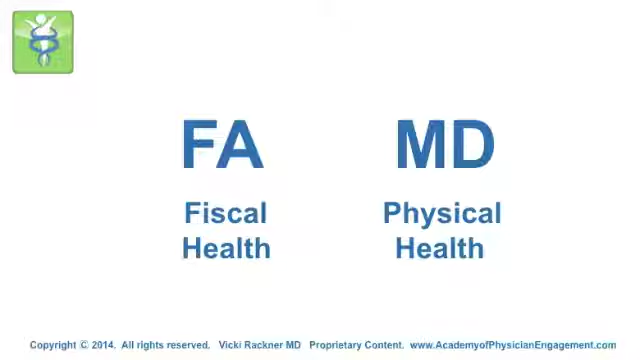 FA MD
Fiscal Physical
Health Health
Copyright © 2014. All rights reserved. Vicki Rackner MD Proprietary Content. www.AcademyofPhysicianEngagement.com